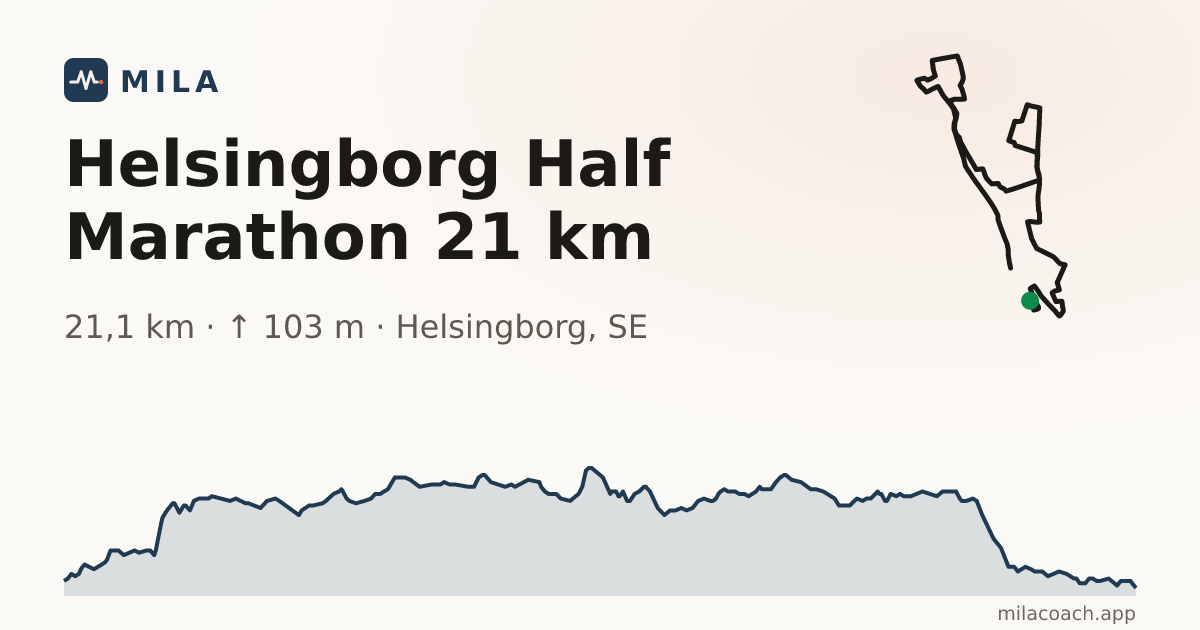 MILA
Helsingborg Half
Marathon 21 km
21,1 km · ↑ 103 m · Helsingborg, SE
milacoach.app